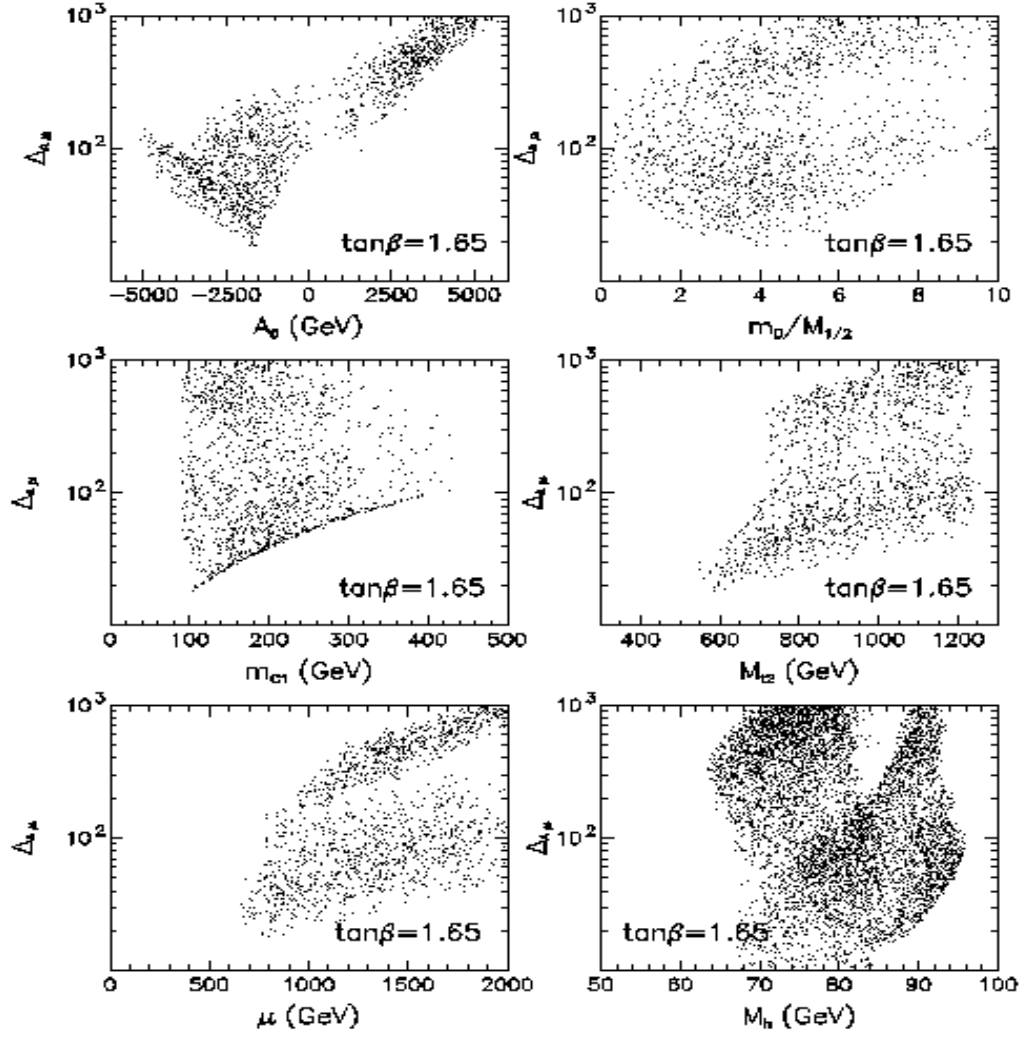 10³
10²
tanβ=1.65
−5000 −2500 0 2500 5000
A₀ (GeV)
tanβ=1.65
0 2 4 6 8 10
m₀/M₁/₂
10³
10²
10³
10²
tanβ=1.65
0 100 200 300 400 500
(GeV)
10³
10²
tanβ=1.65
400 600 800 1000 1200
(GeV)
10³
10²
tanβ=1.65
0 500 1000 1500 2000
μ (GeV)
10³
10²
tanβ=1.65
50 60 70 80 90 100
Mₕ (GeV)